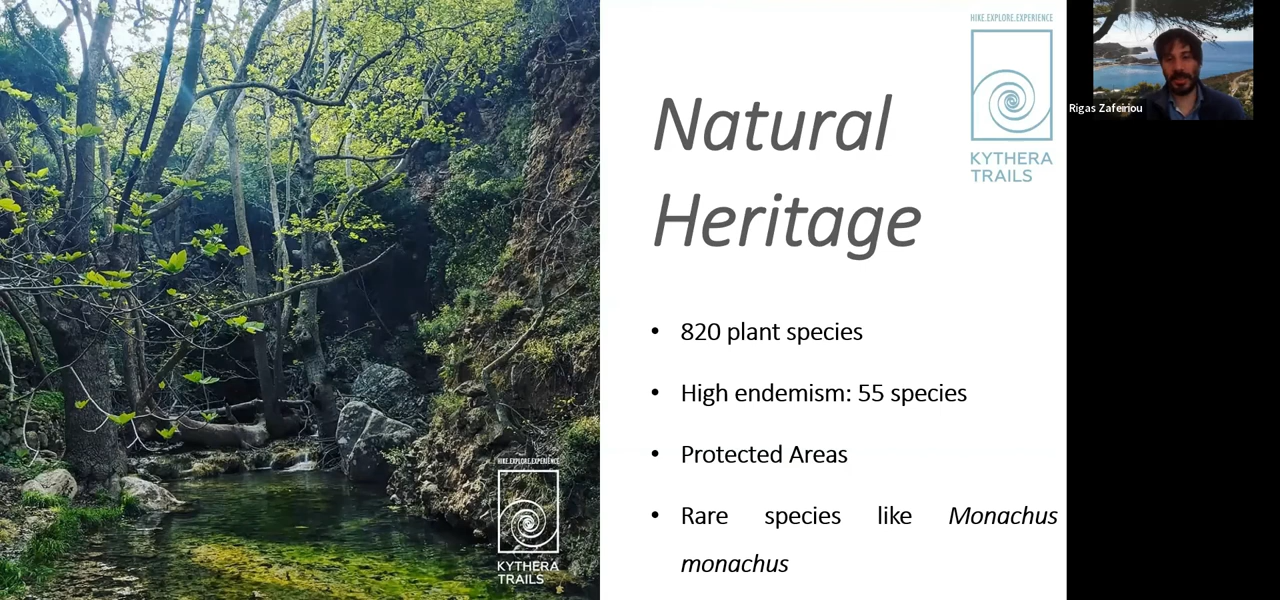 HIKE.EXPLORE.EXPERIENCE
KYTHERA
TRAILS
Natural
Heritage
• 820 plant species
• High endemism: 55 species
• Protected Areas
• Rare species like Monachus
monachus
HIKE.EXPLORE.EXPERIENCE
KYTHERA
TRAILS
Rigas Zafeiriou